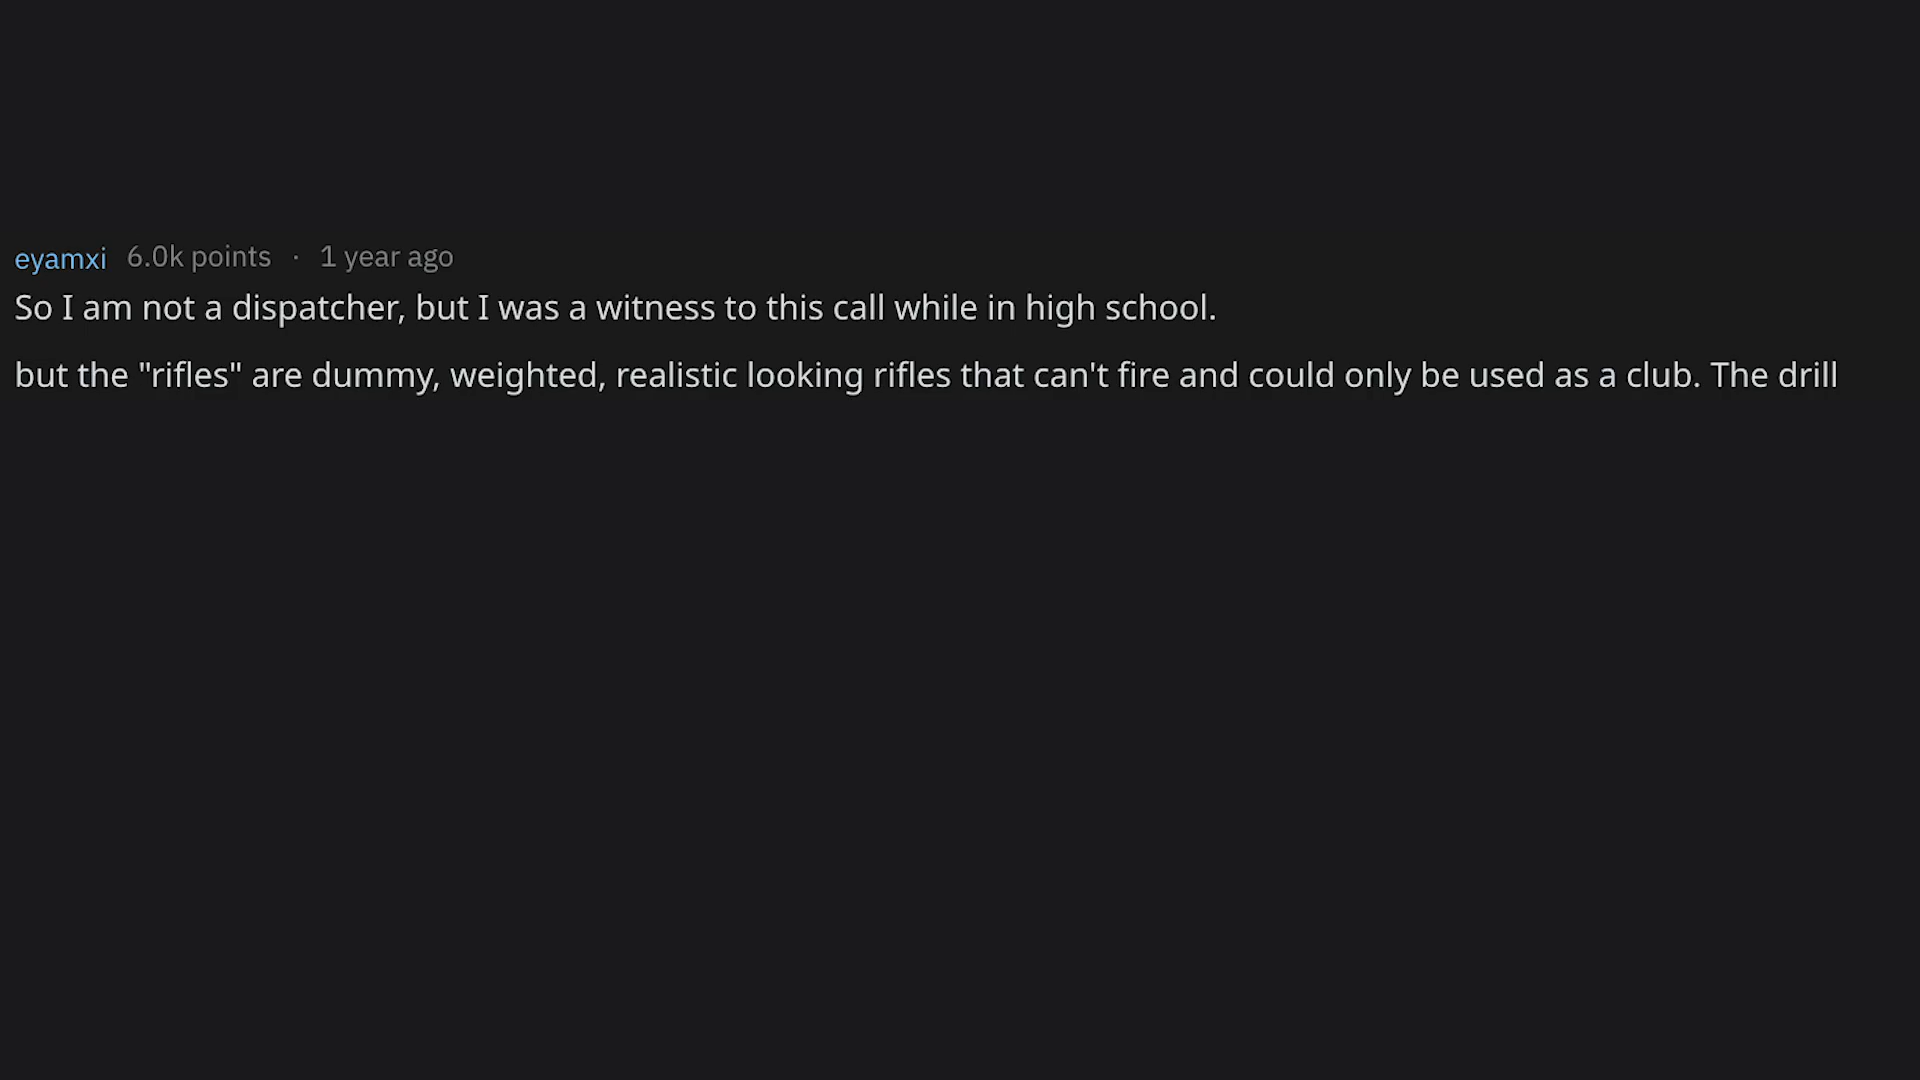 eyamxi 6.0k points · 1 year ago
So I am not a dispatcher, but I was a witness to this call while in high school.
but the "rifles" are dummy, weighted, realistic looking rifles that can't fire and could only be used as a club. The drill